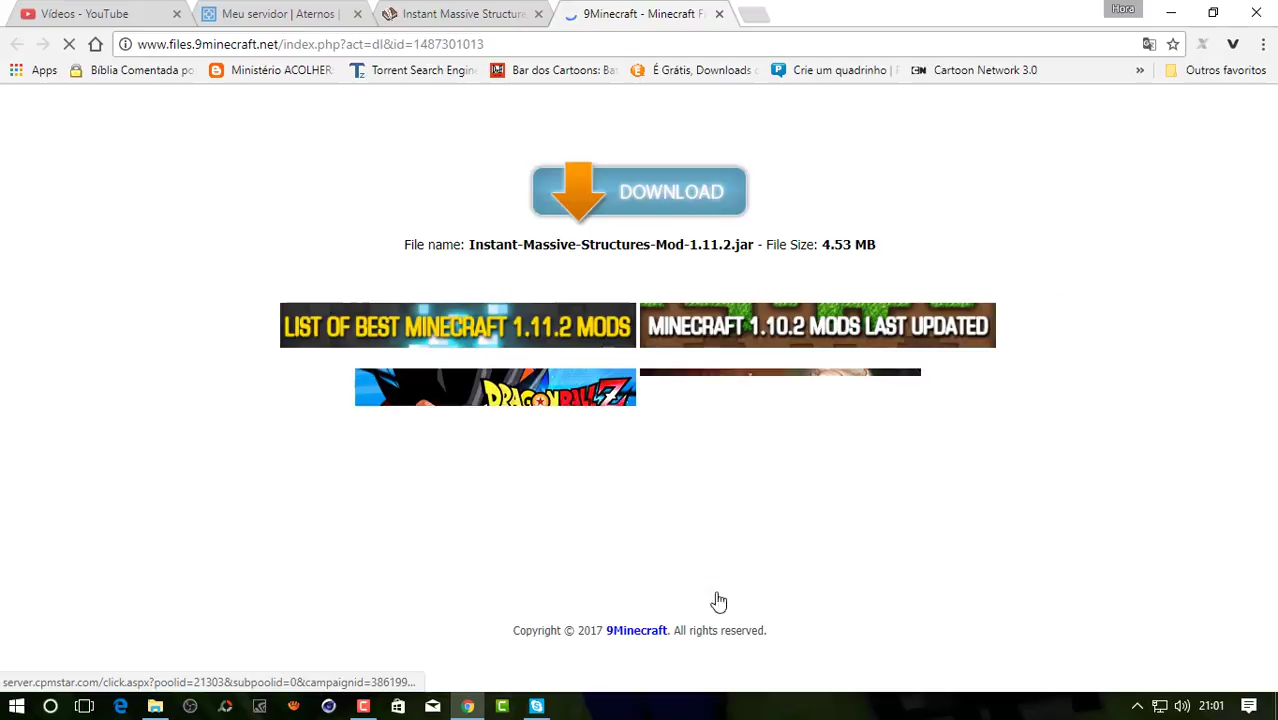 Vídeos - YouTube
Meu servidor | Aternos |
Instant Massive Structure
9Minecraft - Minecraft F
Hora
www.files.9minecraft.net/index.php?act=dl&id=1487301013
Apps
Bíblia Comentada po
Ministério ACOLHER
Torrent Search Engin
Bar dos Cartoons: Ba
É Grátis, Downloads
Crie um quadrinho | F
Cartoon Network 3.0
»
Outros favoritos
DOWNLOAD
File name: Instant-Massive-Structures-Mod-1.11.2.jar - File Size: 4.53 MB
LIST OF BEST MINECRAFT 1.11.2 MODS
MINECRAFT 1.10.2 MODS LAST UPDATED
DRAGONBALL Z
Copyright © 2017 9Minecraft. All rights reserved.
server.cpmstar.com/click.aspx?poolid=21303&subpoolid=0&campaignid=386199...
21:01